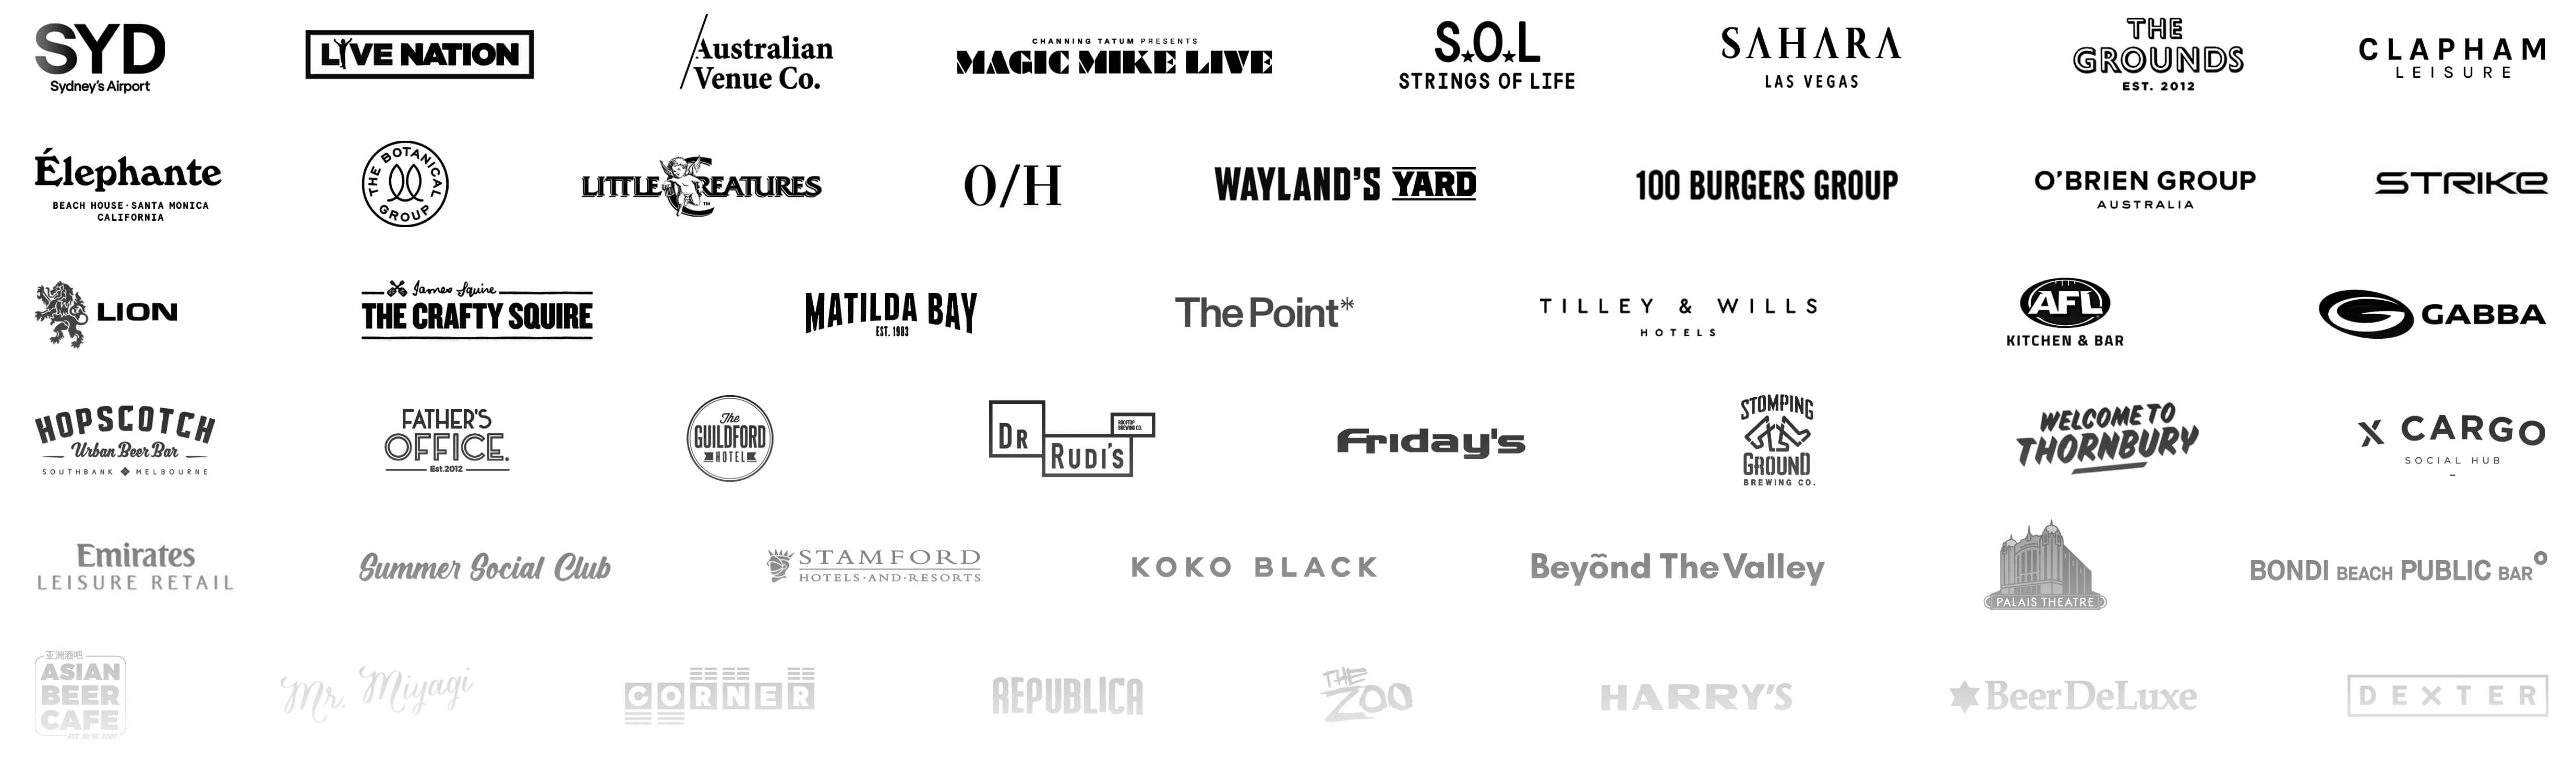 SYD
Sydney's Airport
LIVE NATION
Australian
Venue Co.
CHANNING TATUM PRESENTS
MAGIC MIKE LIVE
S.O.L
STRINGS OF LIFE
SAHARA
LAS VEGAS
THE
GROUNDS
EST. 2012
CLAPHAM
LEISURE
Élephante
BEACH HOUSE · SANTA MONICA
CALIFORNIA
THE BOTANICAL
GROUP
LITTLE CREATURES
TM
O/H
WAYLAND'S YARD
100 BURGERS GROUP
O'BRIEN GROUP
AUSTRALIA
STRIKE
LION
James Squire
THE CRAFTY SQUIRE
MATILDA BAY
EST. 1983
The Point*
TILLEY & WILLS
HOTELS
AFL
KITCHEN & BAR
GABBA
HOPSCOTCH
Urban Beer Bar
SOUTHBANK MELBOURNE
FATHER'S
OFFICE.
Est.2012
The
GUILDFORD
HOTEL
DR
ROOFTOP
BREWING CO.
RUDI'S
Friday's
STOMPING
GROUND
BREWING CO.
WELCOME TO
THORNBURY
X CARGO
SOCIAL HUB
–
Emirates
LEISURE RETAIL
Summer Social Club
STAMFORD
HOTELS·AND·RESORTS
KOKO BLACK
Beyõnd The Valley
PALAIS THEATRE
BONDI BEACH PUBLIC BAR
亚洲酒吧
ASIAN
BEER
CAFE
EST 10.10.2009
Mr. Miyagi
CORNER
REPUBLICA
THE
ZOO
HARRY'S
BeerDeLuxe
DEXTER